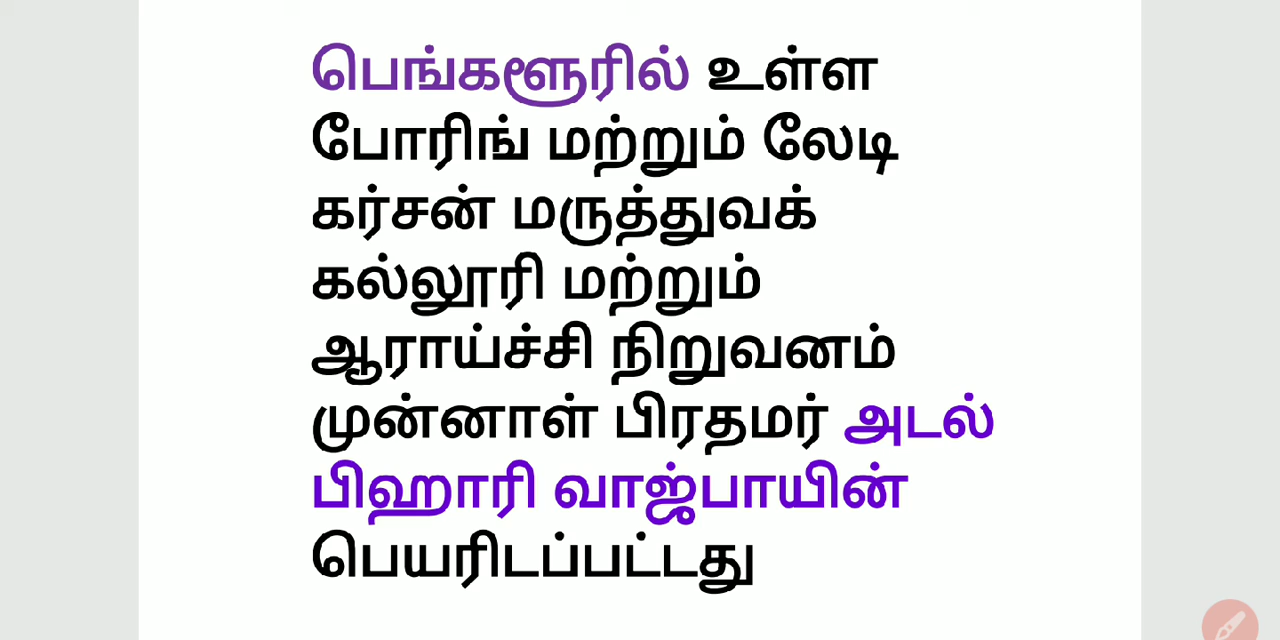 பெங்களூரில் உள்ள
போரிங் மற்றும் லேடி
கர்சன் மருத்துவக்
கல்லூரி மற்றும்
ஆராய்ச்சி நிறுவனம்
முன்னாள் பிரதமர் அடல்
பிஹாரி வாஜ்பாயின்
பெயரிடப்பட்டது